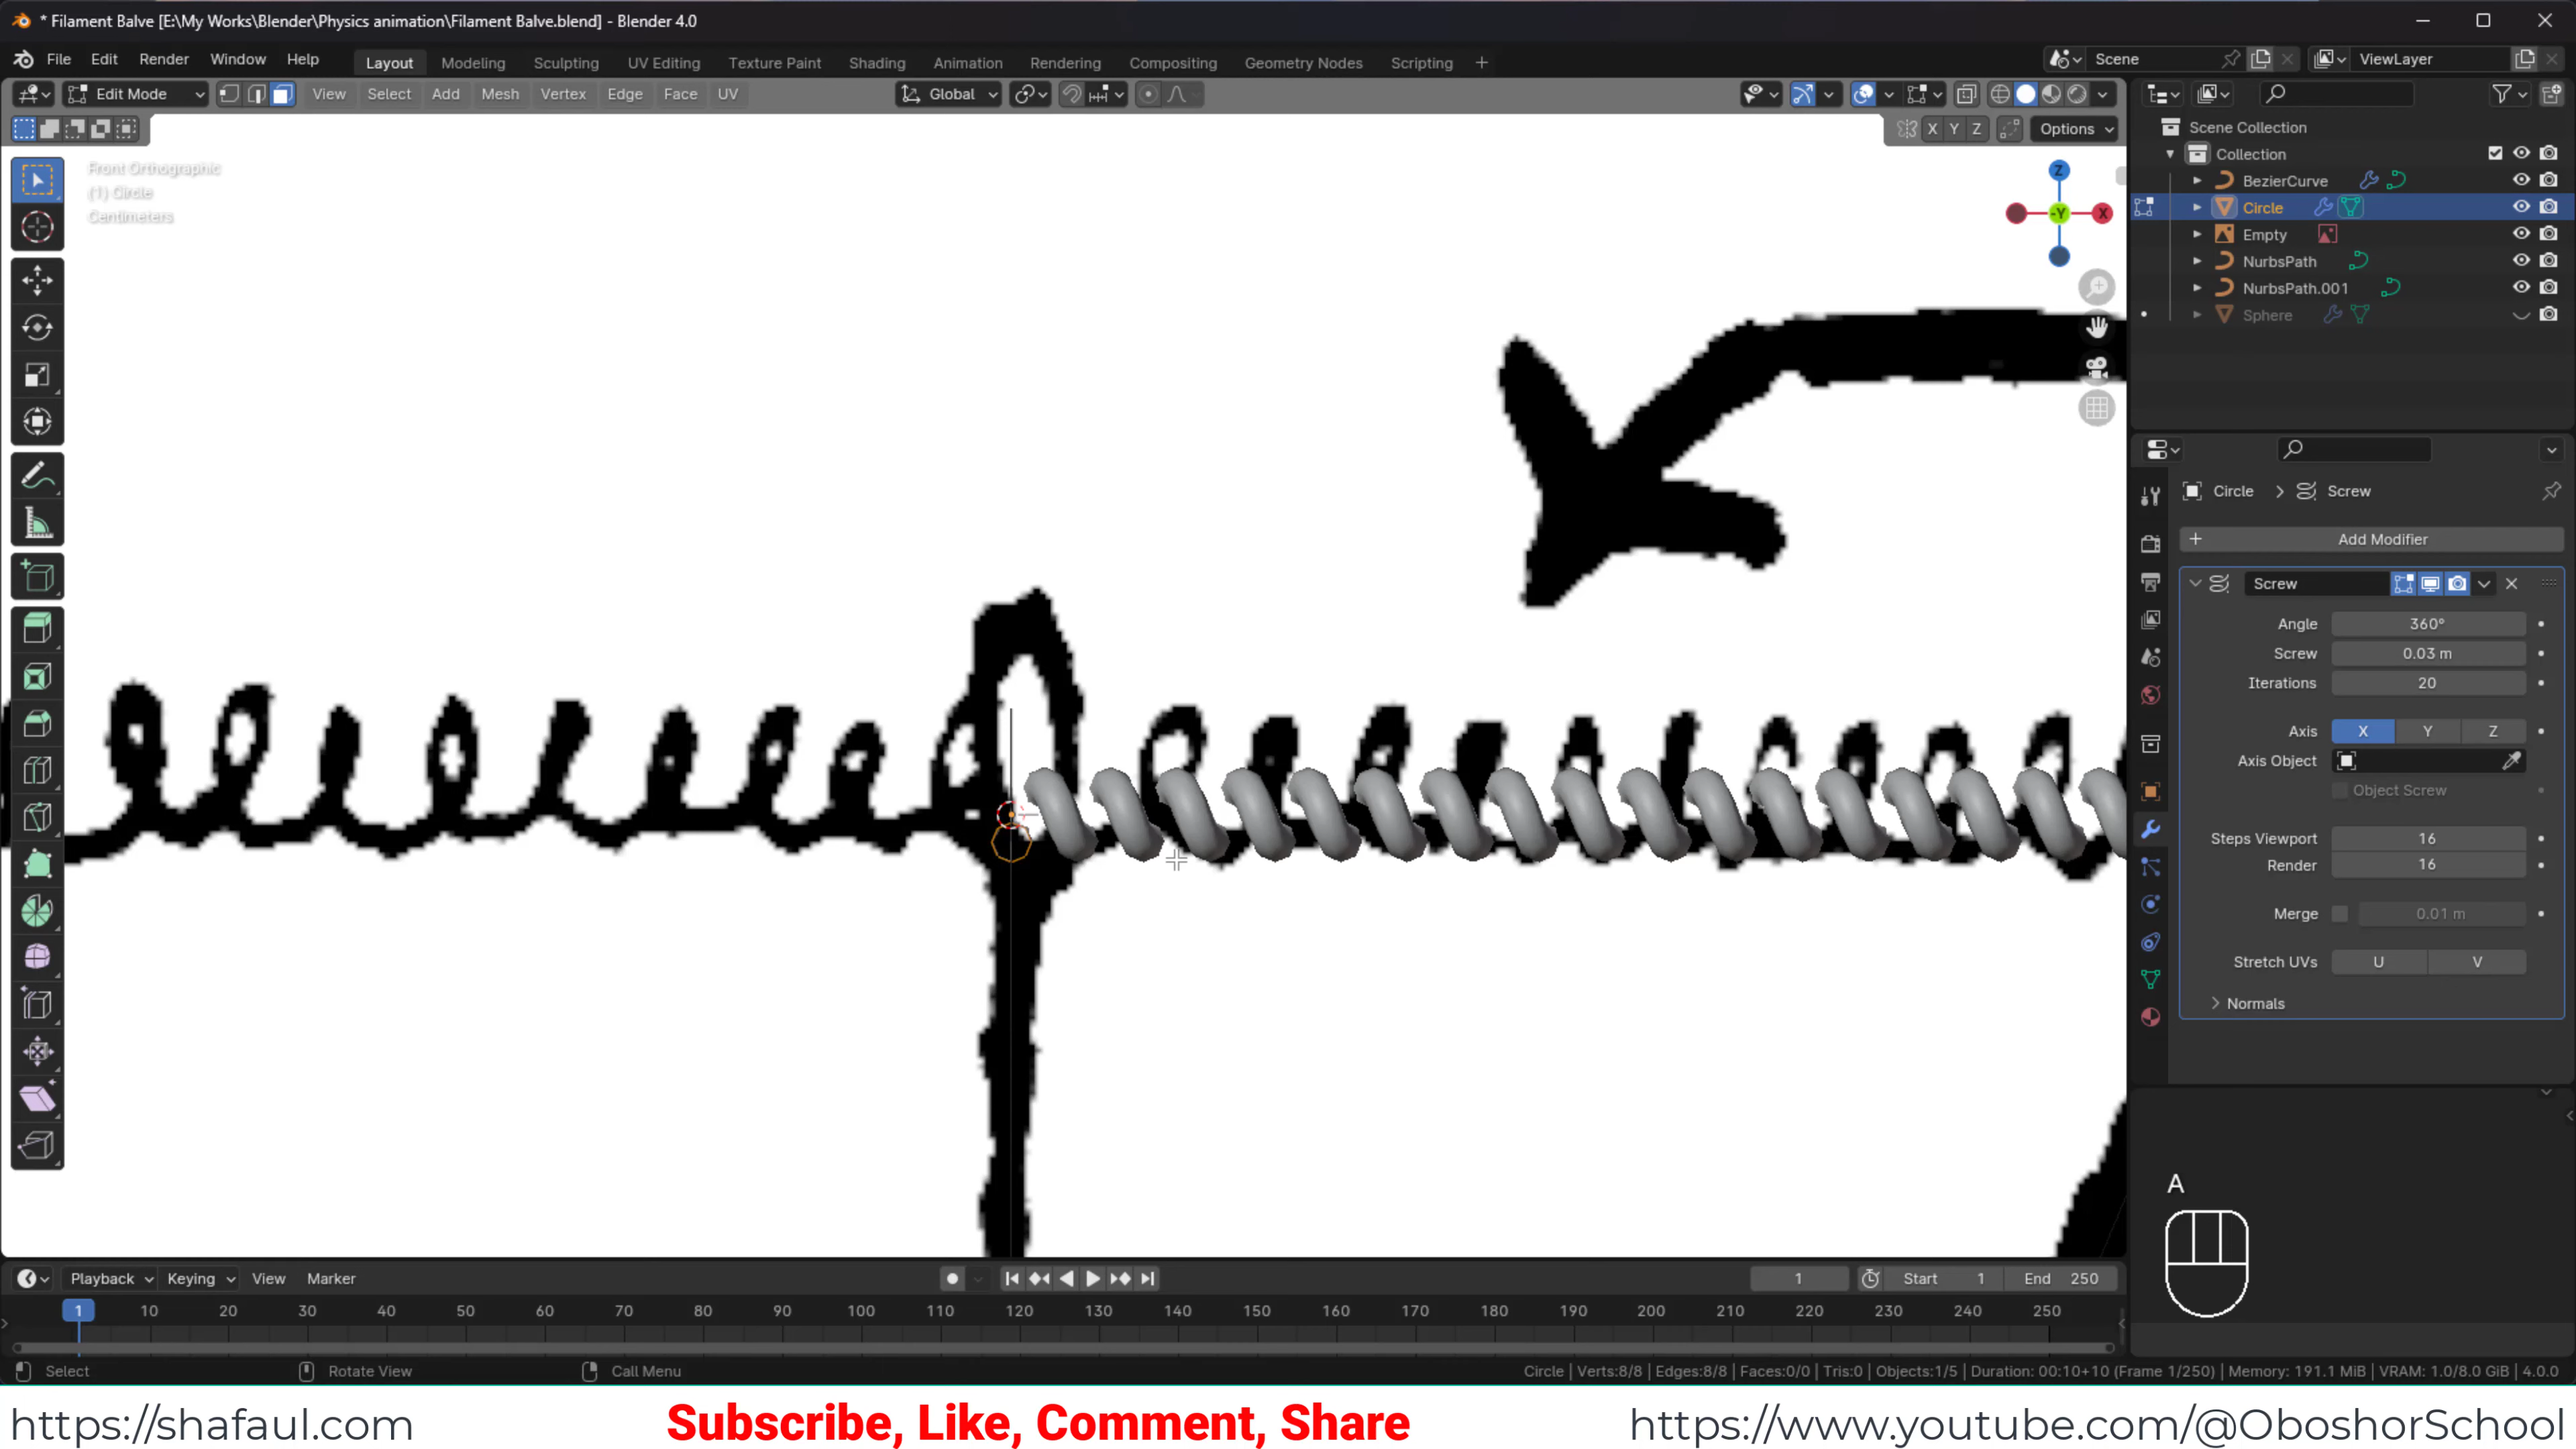 * Filament Balve [E:\My Works\Blender\Physics animation\Filament Balve.blend] - Blender 4.0
File Edit Render Window Help Layout Modeling Sculpting UV Editing Texture Paint Shading Animation Rendering Compositing Geometry Nodes Scripting + Scene ViewLayer
Edit Mode View Select Add Mesh Vertex Edge Face UV Global
X Y Z Options
Front Orthographic
(1) Circle
Centimeters
Z
-Y X
Scene Collection
Collection
BezierCurve
Circle
Empty
NurbsPath
NurbsPath.001
Sphere
Circle > Screw
+ Add Modifier
Screw
Angle 360°
Screw 0.03 m
Iterations 20
Axis X Y Z
Axis Object
Object Screw
Steps Viewport 16
Render 16
Merge 0.01 m
Stretch UVs U V
Normals
A
Playback Keying View Marker 1 Start 1 End 250
1 10 20 30 40 50 60 70 80 90 100 110 120 130 140 150 160 170 180 190 200 210 220 230 240 250
Select Rotate View Call Menu Circle | Verts:8/8 | Edges:8/8 | Faces:0/0 | Tris:0 | Objects:1/5 | Duration: 00:10+10 (Frame 1/250) | Memory: 191.1 MiB | VRAM: 1.0/8.0 GiB | 4.0.0
https://shafaul.com Subscribe, Like, Comment, Share https://www.youtube.com/@OboshorSchool